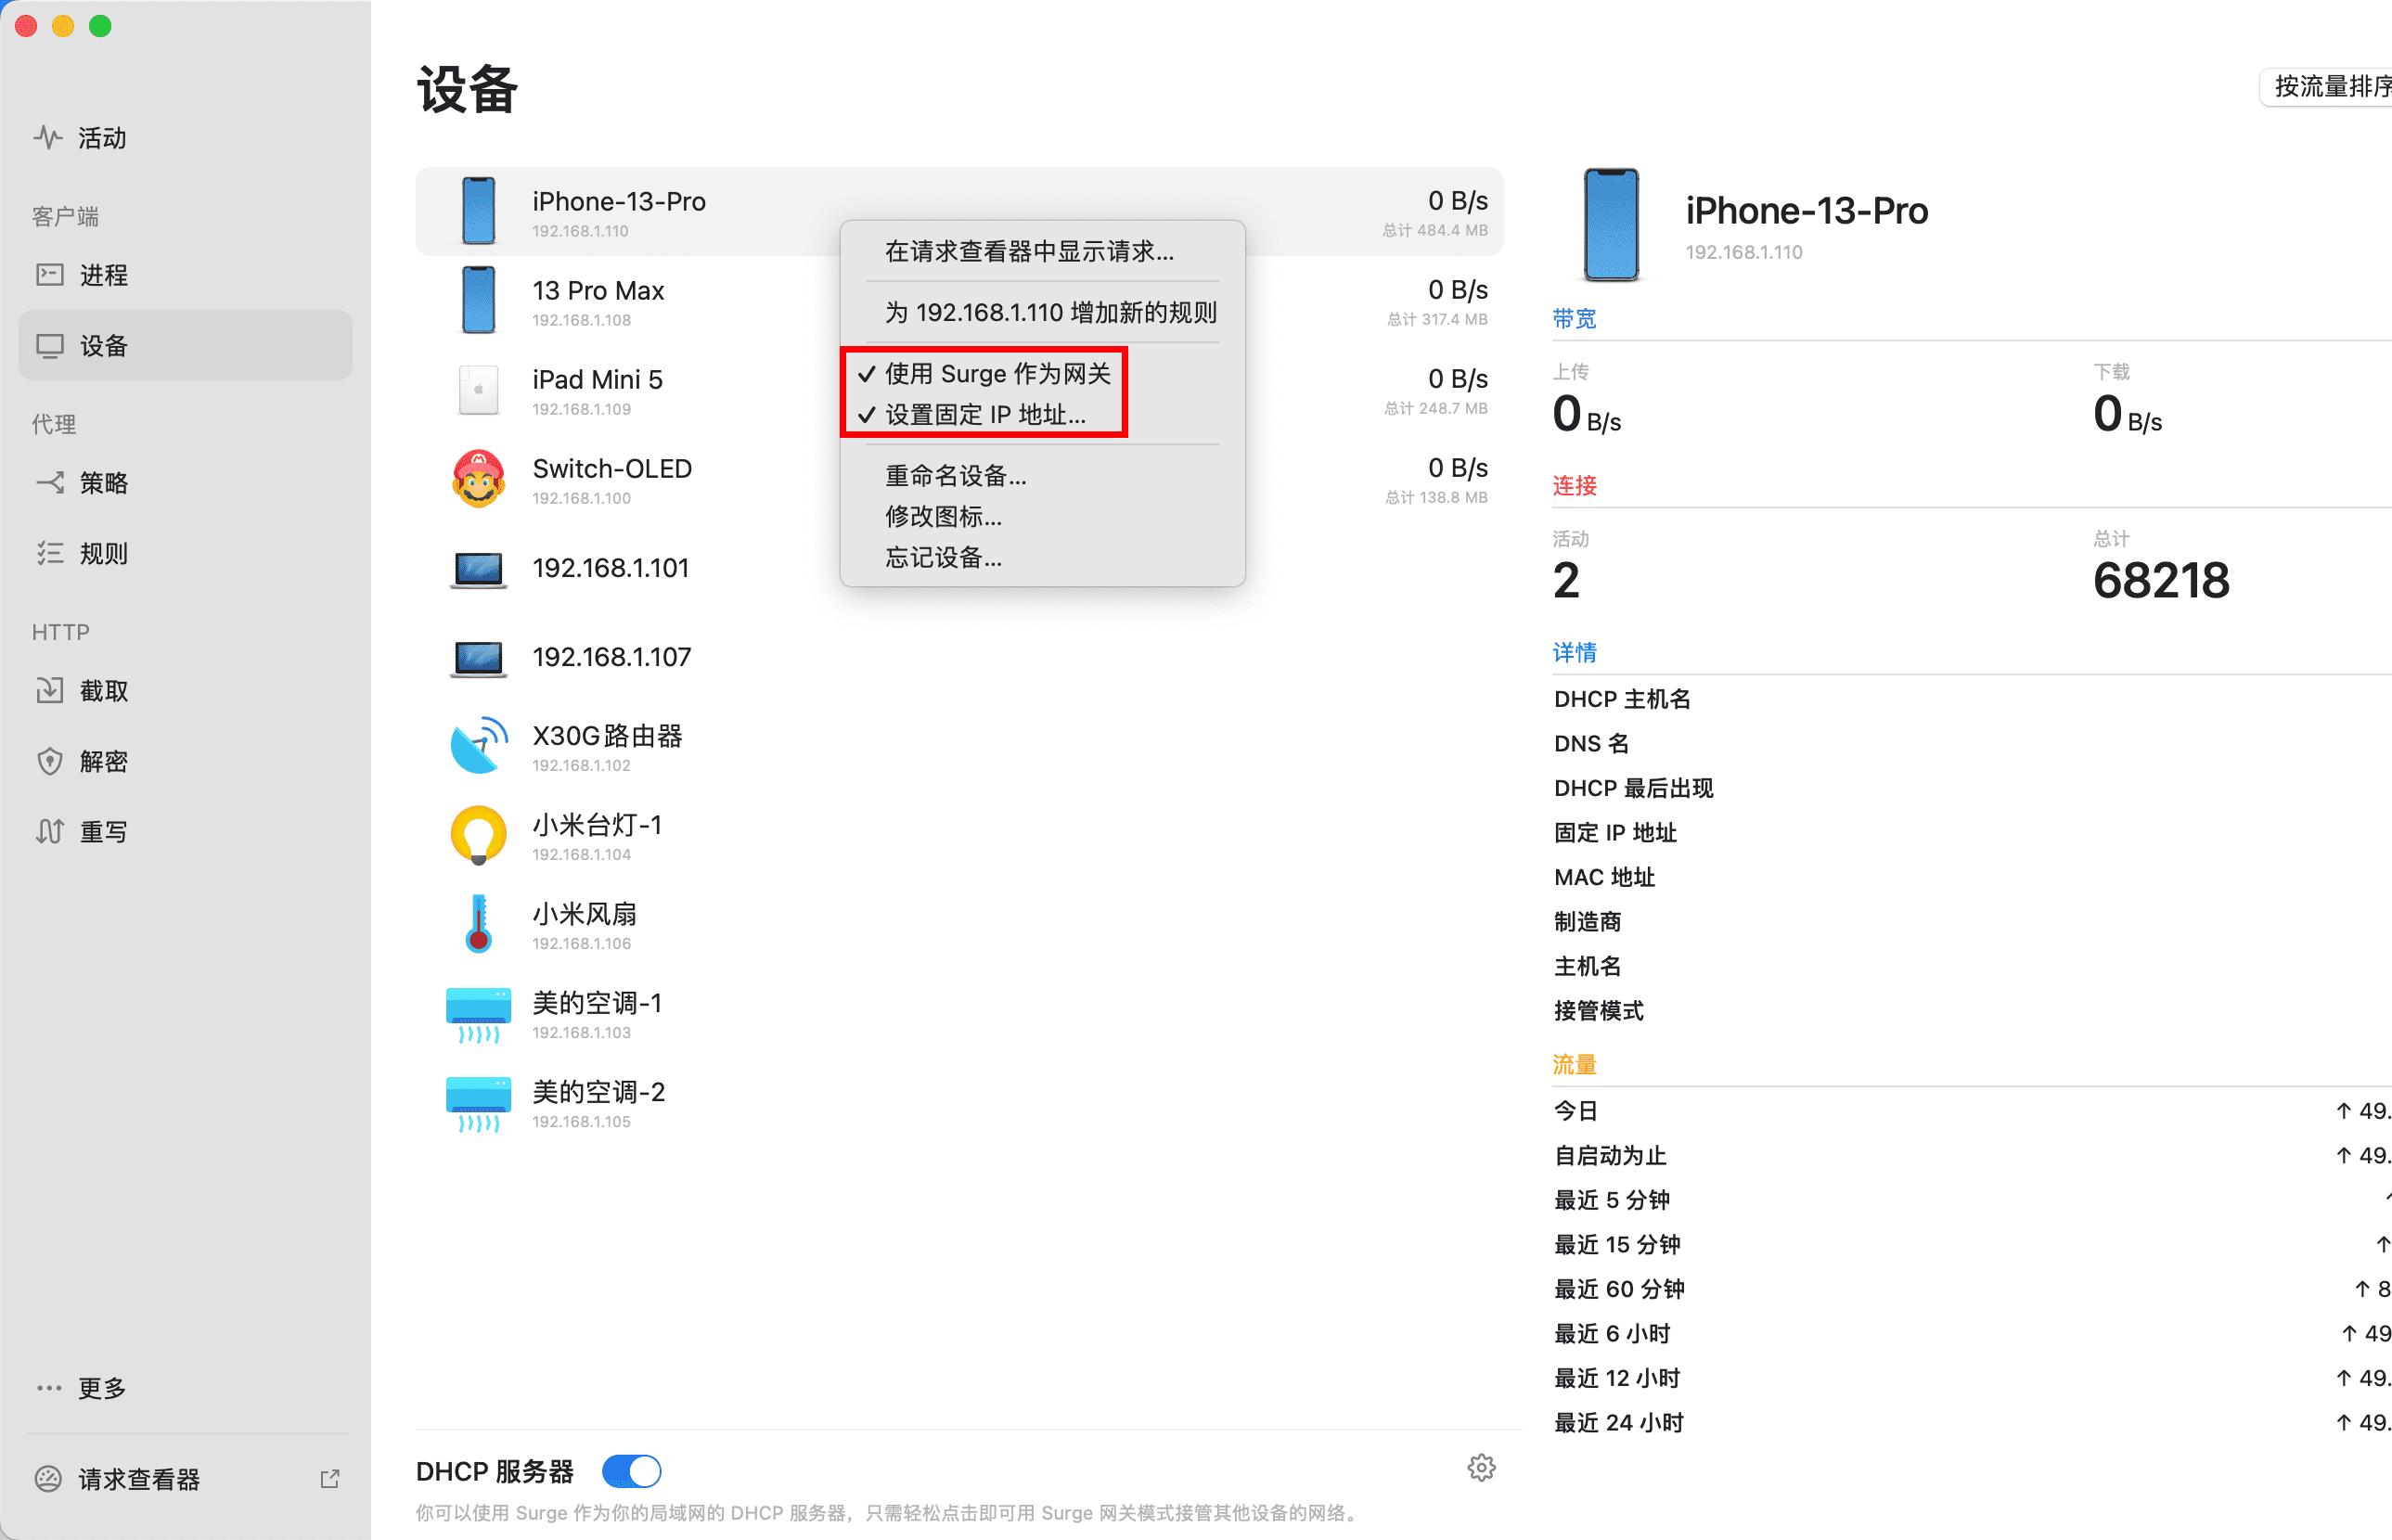 活动
客户端
进程
设备
代理
策略
规则
HTTP
截取
解密
重写
更多
请求查看器
设备
按流量排序
iPhone-13-Pro
192.168.1.110
0 B/s
总计 484.4 MB
13 Pro Max
192.168.1.108
0 B/s
总计 317.4 MB
iPad Mini 5
192.168.1.109
0 B/s
总计 248.7 MB
Switch-OLED
192.168.1.100
0 B/s
总计 138.8 MB
192.168.1.101
192.168.1.107
X30G路由器
192.168.1.102
小米台灯-1
192.168.1.104
小米风扇
192.168.1.106
美的空调-1
192.168.1.103
美的空调-2
192.168.1.105
在请求查看器中显示请求...
为 192.168.1.110 增加新的规则
✓ 使用 Surge 作为网关
✓ 设置固定 IP 地址...
重命名设备...
修改图标...
忘记设备...
DHCP 服务器
你可以使用 Surge 作为你的局域网的 DHCP 服务器，只需轻松点击即可用 Surge 网关模式接管其他设备的网络。
iPhone-13-Pro
192.168.1.110
带宽
上传
下载
0 B/s
0 B/s
连接
活动
总计
2
68218
详情
DHCP 主机名
DNS 名
DHCP 最后出现
固定 IP 地址
MAC 地址
制造商
主机名
接管模式
流量
今日 ↑ 49.
自启动为止 ↑ 49.
最近 5 分钟 ↑
最近 15 分钟 ↑
最近 60 分钟 ↑ 8
最近 6 小时 ↑ 49
最近 12 小时 ↑ 49.
最近 24 小时 ↑ 49.